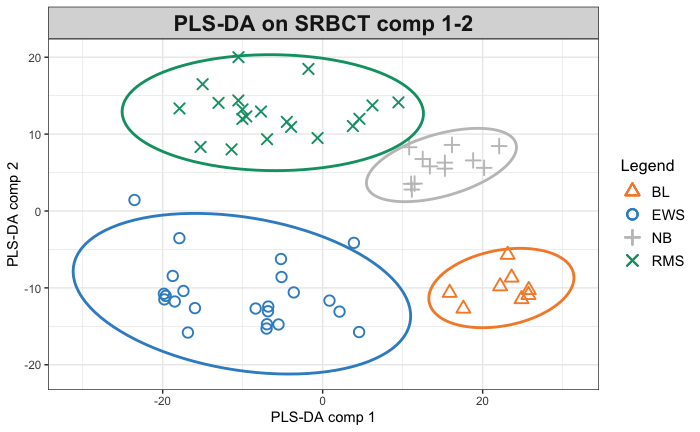 PLS-DA on SRBCT comp 1-2
20
10
0
-10
-20
PLS-DA comp 2
-20
0
20
PLS-DA comp 1
Legend
BL
EWS
NB
RMS